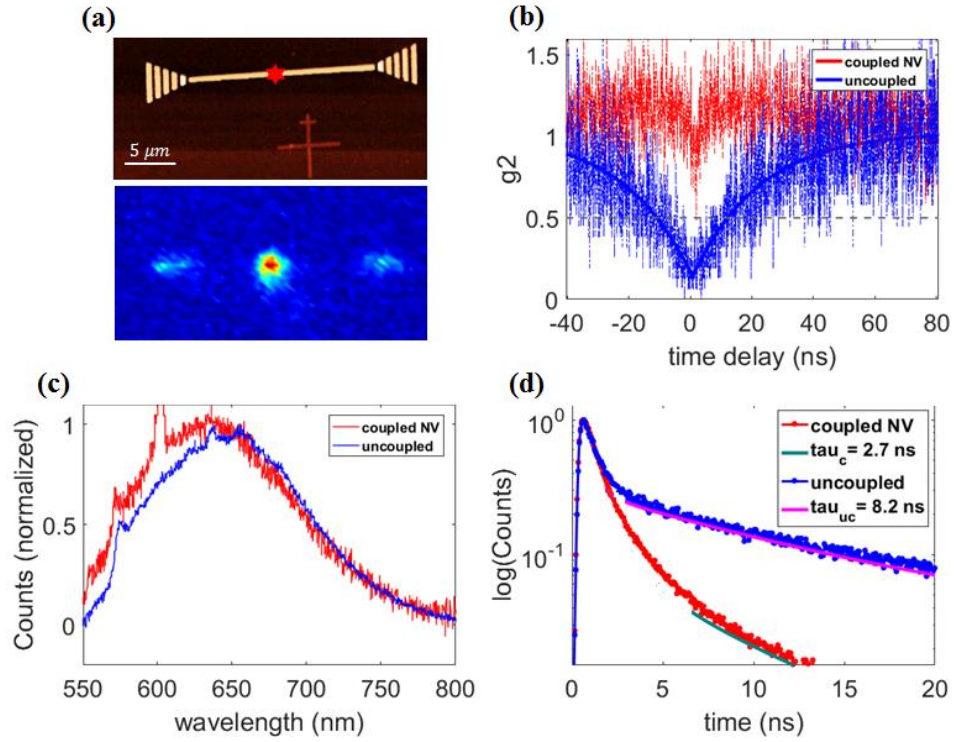 (a)
5 μm
(b)
coupled NV
uncoupled
g2
1.5
1
0.5
0
-40
-20
0
20
40
60
80
time delay (ns)
(c)
coupled NV
uncoupled
Counts (normalized)
1
0.5
0
550
600
650
700
750
800
wavelength (nm)
(d)
coupled NV
tau_c= 2.7 ns
uncoupled
tau_uc= 8.2 ns
log(Counts)
10^0
10^-1
0
5
10
15
20
time (ns)